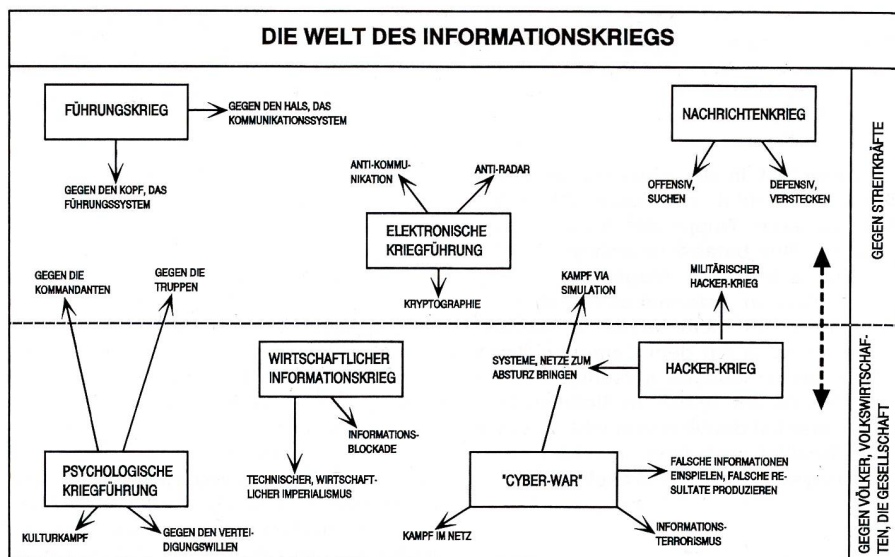 DIE WELT DES INFORMATIONSKRIEGS
FÜHRUNGSKRIEG
GEGEN DEN HALS, DAS
KOMMUNIKATIONSSYSTEM
GEGEN DEN KOPF, DAS
FÜHRUNGSSYSTEM
NACHRICHTENKRIEG
OFFENSIV,
SUCHEN
DEFENSIV,
VERSTECKEN
ANTI-KOMMU-
NIKATION
ANTI-RADAR
ELEKTRONISCHE
KRIEGFÜHRUNG
KRYPTOGRAPHIE
GEGEN DIE
KOMMANDANTEN
GEGEN DIE
TRUPPEN
KAMPF VIA
SIMULATION
MILITÄRISCHER
HACKER-KRIEG
GEGEN STREITKRÄFTE
WIRTSCHAFTLICHER
INFORMATIONSKRIEG
SYSTEME, NETZE ZUM
ABSTURZ BRINGEN
HACKER-KRIEG
INFORMATIONS-
BLOCKADE
TECHNISCHER, WIRTSCHAFT-
LICHER IMPERIALISMUS
PSYCHOLOGISCHE
KRIEGFÜHRUNG
KULTURKAMPF
GEGEN DEN VERTEI-
DIGUNGSWILLEN
"CYBER-WAR"
FALSCHE INFORMATIONEN
EINSPIELEN, FALSCHE RE-
SULTATE PRODUZIEREN
KAMPF IM NETZ
INFORMATIONS-
TERRORISMUS
GEGEN VÖLKER, VOLKSWIRTSCHAF-
TEN, DIE GESELLSCHAFT